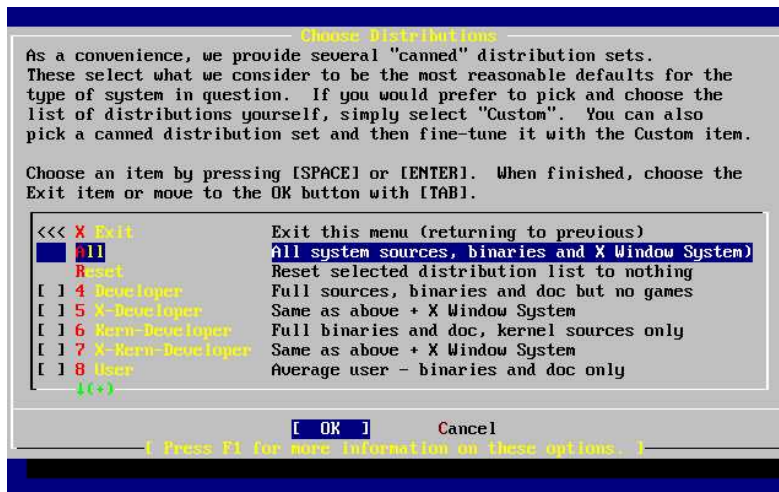 Choose Distributions
As a convenience, we provide several "canned" distribution sets.
These select what we consider to be the most reasonable defaults for the
type of system in question.  If you would prefer to pick and choose the
list of distributions yourself, simply select "Custom".  You can also
pick a canned distribution set and then fine-tune it with the Custom item.
Choose an item by pressing [SPACE] or [ENTER].  When finished, choose the
Exit item or move to the OK button with [TAB].
<<< X Exit Exit this menu (returning to previous)
All All system sources, binaries and X Window System)
Reset Reset selected distribution list to nothing
[ ] 4 Developer Full sources, binaries and doc but no games
[ ] 5 X-Developer Same as above + X Window System
[ ] 6 Kern-Developer Full binaries and doc, kernel sources only
[ ] 7 X-Kern-Developer Same as above + X Window System
[ ] 8 User Average user - binaries and doc only
↓(+)
[ OK ] Cancel
[ Press F1 for more information on these options. ]